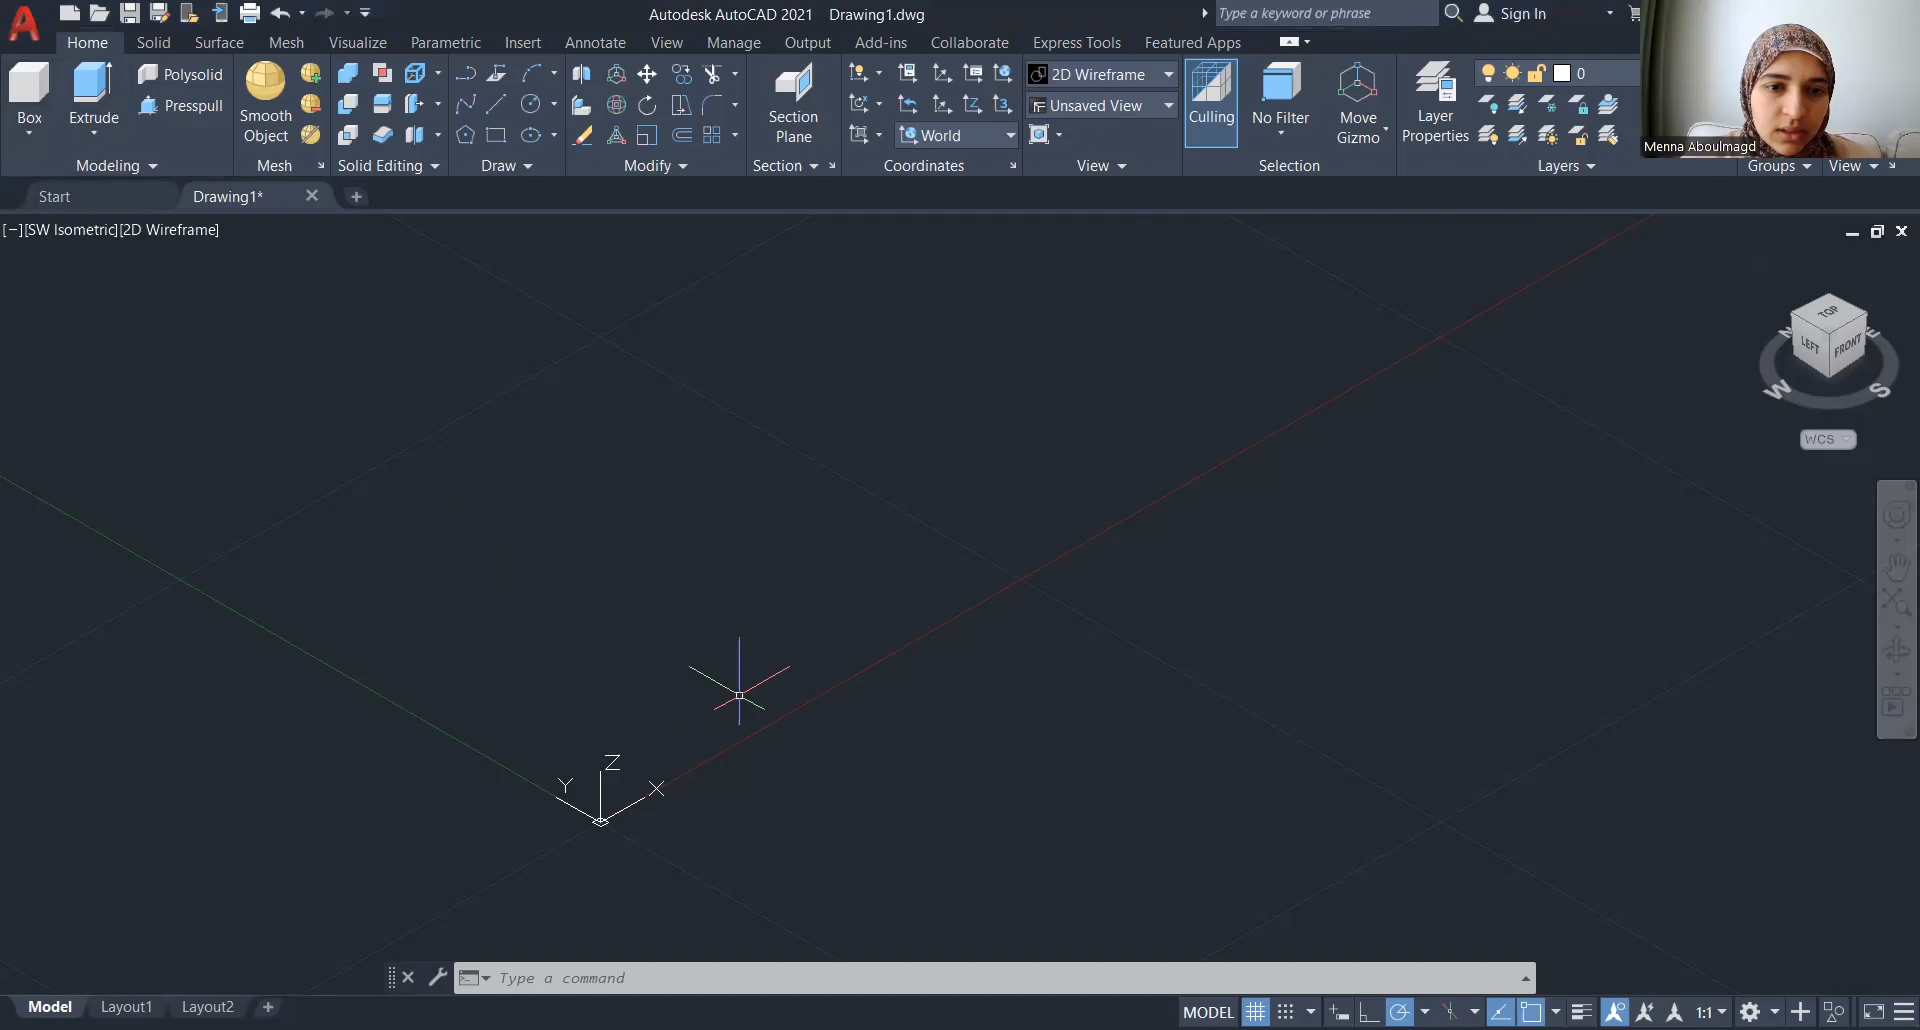 Autodesk AutoCAD 2021 Drawing1.dwg
Type a keyword or phrase
Sign In
Home Solid Surface Mesh Visualize Parametric Insert Annotate View Manage Output Add-ins Collaborate Express Tools Featured Apps
Box
Extrude
Polysolid
Presspull
Modeling
Smooth
Object
Mesh
Solid Editing
Draw
Modify
Section
Plane
Section
World
Coordinates
2D Wireframe
Unsaved View
View
Culling
No Filter
Move
Gizmo
Selection
Layer
Properties
0
Layers
Groups
View
Menna Aboulmagd
Start
Drawing1*
[−][SW Isometric][2D Wireframe]
TOP
LEFT
FRONT
N
E
W
S
WCS
Z
Y
X
Type a command
Model Layout1 Layout2
MODEL
1:1